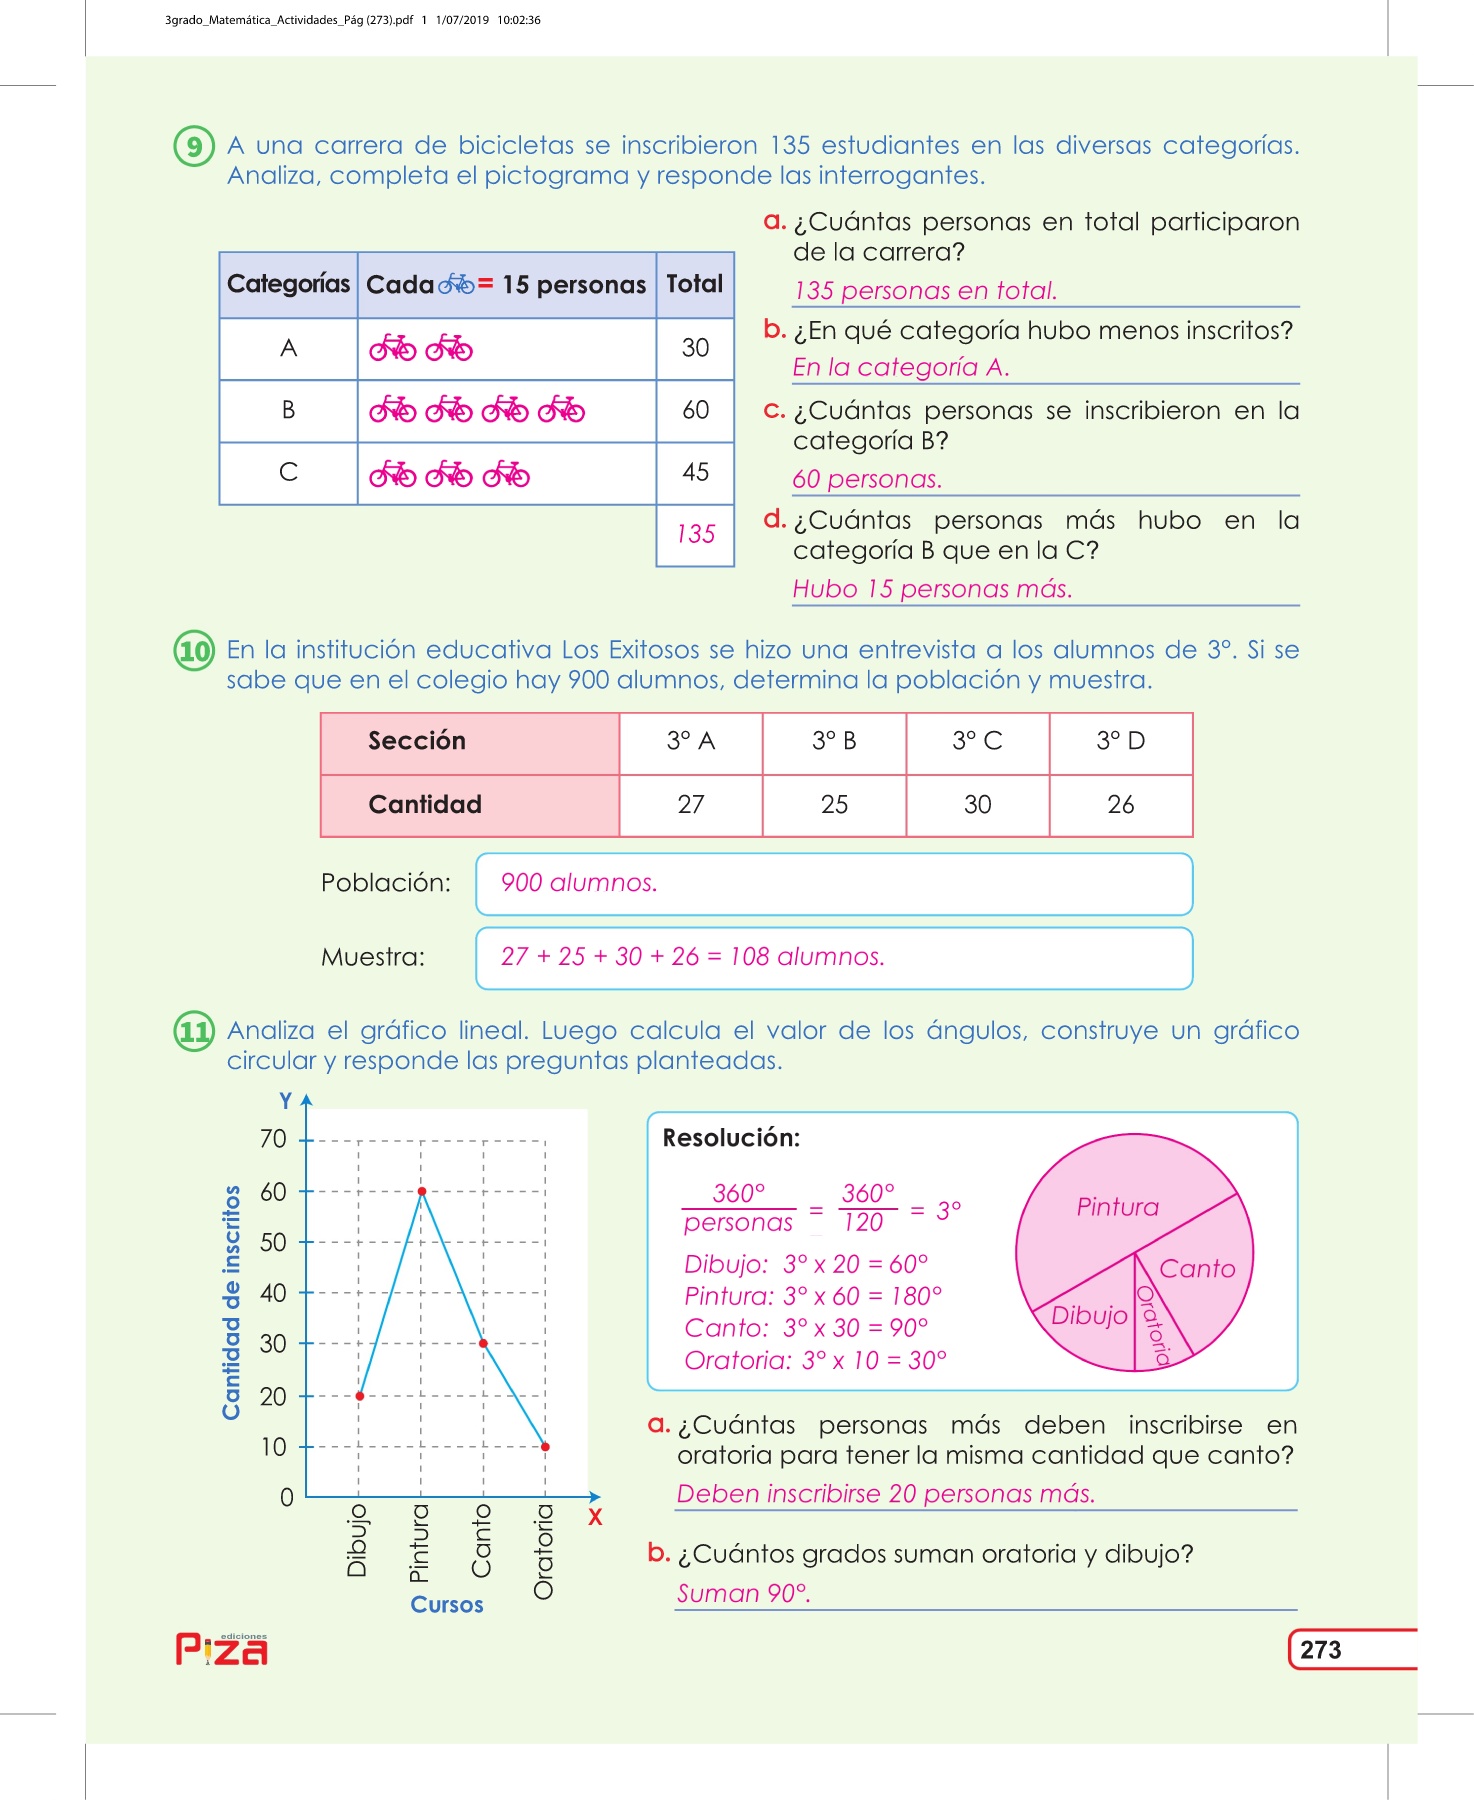 3grado_Matemática_Actividades_Pág (273).pdf 1 1/07/2019 10:02:36
9 A una carrera de bicicletas se inscribieron 135 estudiantes en las diversas categorías.
Analiza, completa el pictograma y responde las interrogantes.
Categorías Cada = 15 personas Total
A 30
B 60
C 45
135
a. ¿Cuántas personas en total participaron
de la carrera?
135 personas en total.
b. ¿En qué categoría hubo menos inscritos?
En la categoría A.
c. ¿Cuántas personas se inscribieron en la
categoría B?
60 personas.
d. ¿Cuántas personas más hubo en la
categoría B que en la C?
Hubo 15 personas más.
10 En la institución educativa Los Exitosos se hizo una entrevista a los alumnos de 3°. Si se
sabe que en el colegio hay 900 alumnos, determina la población y muestra.
Sección 3° A 3° B 3° C 3° D
Cantidad 27 25 30 26
Población: 900 alumnos.
Muestra: 27 + 25 + 30 + 26 = 108 alumnos.
11 Analiza el gráfico lineal. Luego calcula el valor de los ángulos, construye un gráfico
circular y responde las preguntas planteadas.
Y
70
60
50
40
30
20
10
0
Cantidad de inscritos
Dibujo
Pintura
Canto
Oratoria
X
Cursos
Resolución:
360° / personas = 360° / 120 = 3°
Dibujo: 3° x 20 = 60°
Pintura: 3° x 60 = 180°
Canto: 3° x 30 = 90°
Oratoria: 3° x 10 = 30°
Pintura
Canto
Dibujo
Oratoria
a. ¿Cuántas personas más deben inscribirse en
oratoria para tener la misma cantidad que canto?
Deben inscribirse 20 personas más.
b. ¿Cuántos grados suman oratoria y dibujo?
Suman 90°.
ediciones
Piza
273